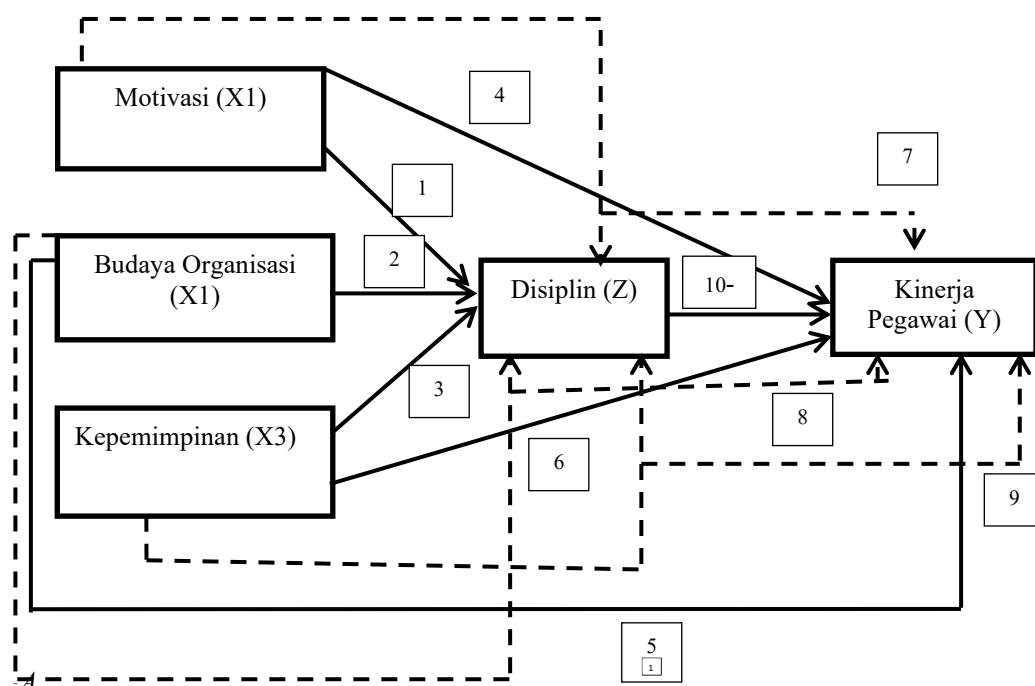 Motivasi (X1)
4
7
1
2
Budaya Organisasi
(X1)
Disiplin (Z)
10-
Kinerja
Pegawai (Y)
3
Kepemimpinan (X3)
8
6
9
5
1